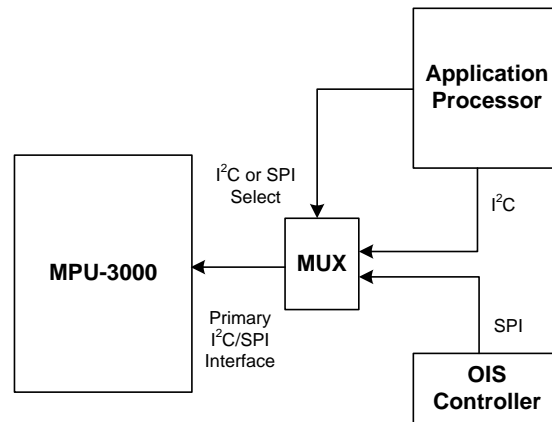 Application
Processor
I²C or SPI
Select
I²C
MPU-3000
MUX
Primary
I²C/SPI
Interface
SPI
OIS
Controller